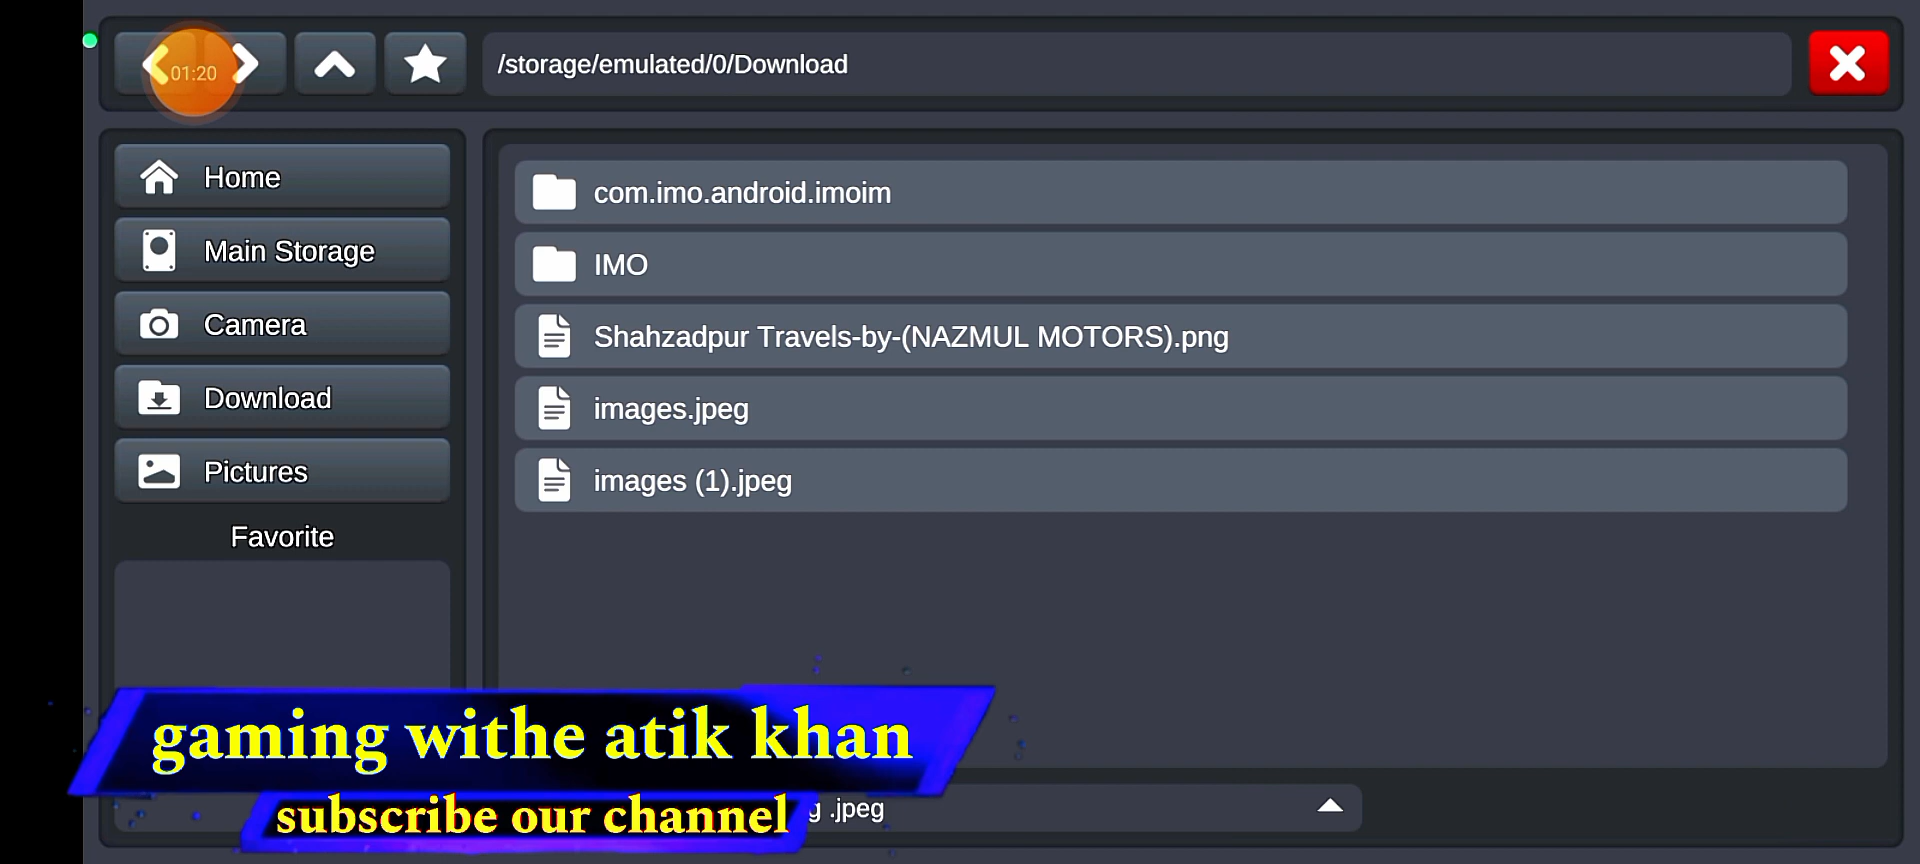 01:20
/storage/emulated/0/Download
Home
Main Storage
Camera
Download
Pictures
Favorite
com.imo.android.imoim
IMO
Shahzadpur Travels-by-(NAZMUL MOTORS).png
images.jpeg
images (1).jpeg
gaming withe atik khan
subscribe our channel
.jpeg